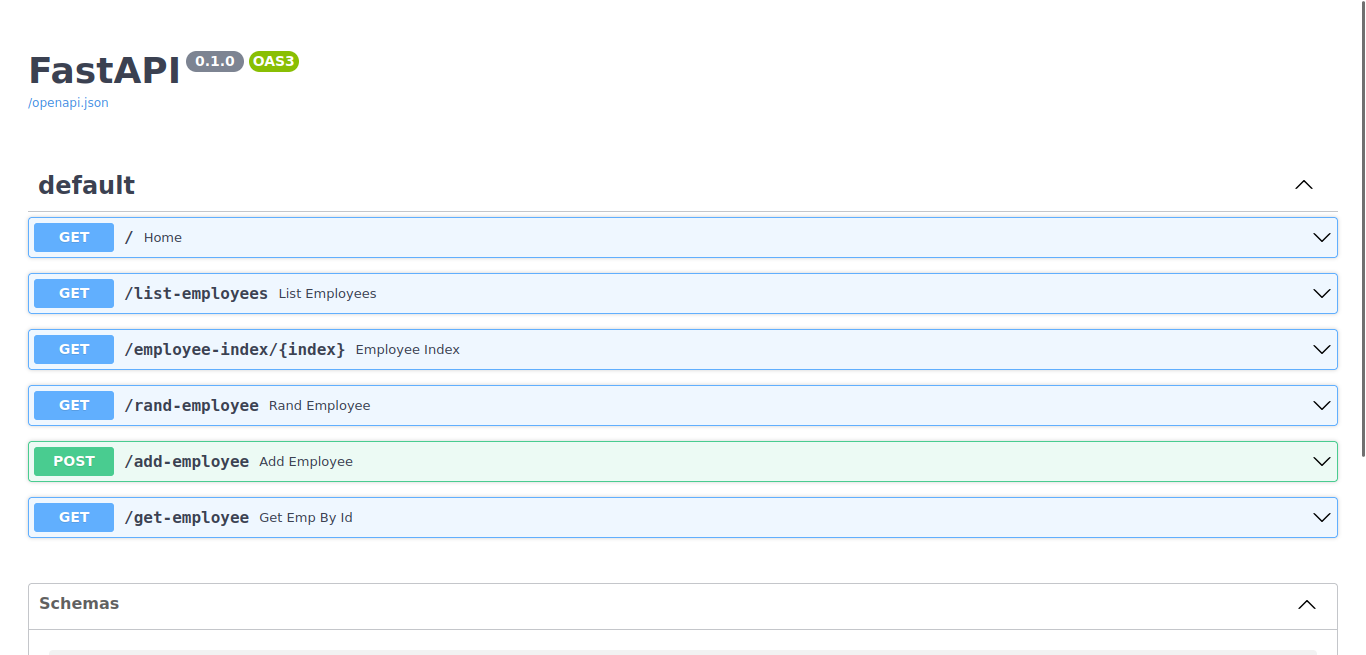 FastAPI 0.1.0 OAS3
/openapi.json
default
GET / Home
GET /list-employees List Employees
GET /employee-index/{index} Employee Index
GET /rand-employee Rand Employee
POST /add-employee Add Employee
GET /get-employee Get Emp By Id
Schemas